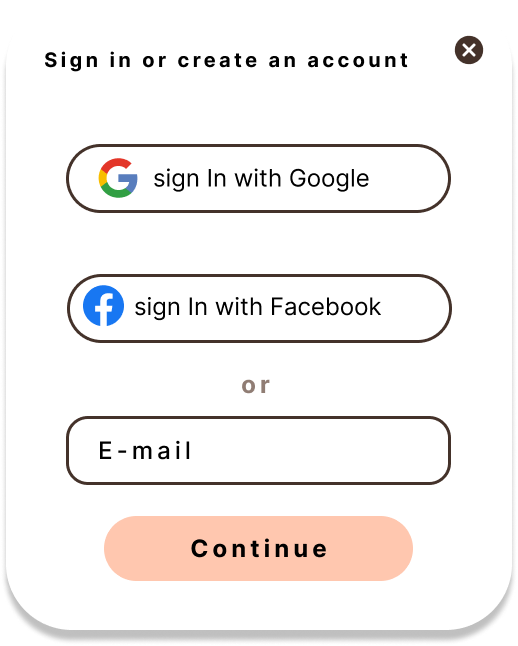 Sign in or create an account
sign In with Google
sign In with Facebook
or
E-mail
Continue